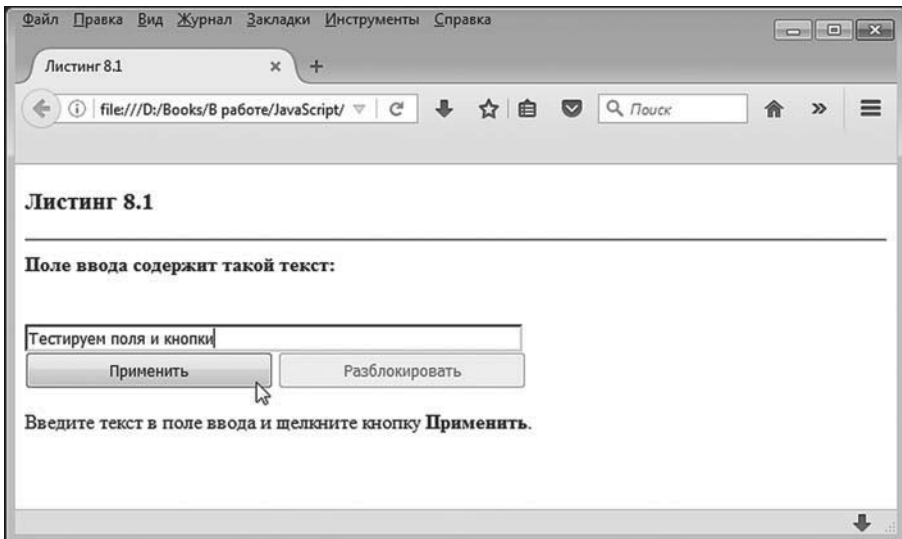 Файл Правка Вид Журнал Закладки Инструменты Справка
Листинг 8.1
file:///D:/Books/В работе/JavaScript/
Поиск
Листинг 8.1
Поле ввода содержит такой текст:
Тестируем поля и кнопки
Применить Разблокировать
Введите текст в поле ввода и щелкните кнопку Применить.